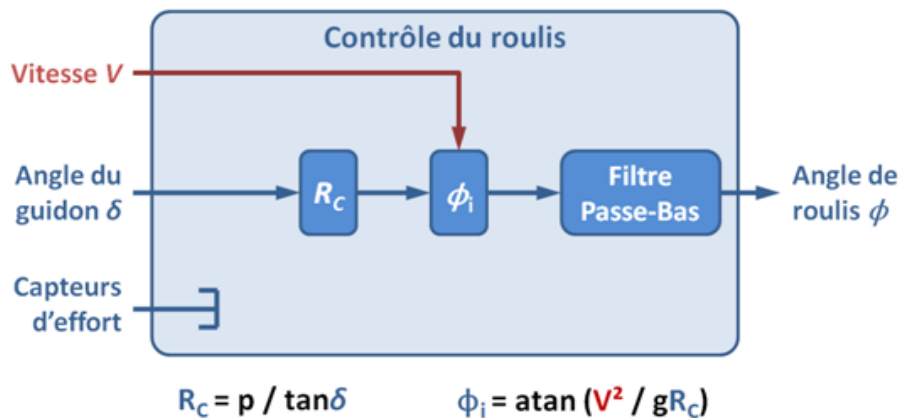 Contrôle du roulis
Vitesse V
Angle du
guidon δ
R_C
ϕ_i
Filtre
Passe-Bas
Angle de
roulis ϕ
Capteurs
d'effort
R_C = p / tanδ
ϕ_i = atan (V² / gR_C)